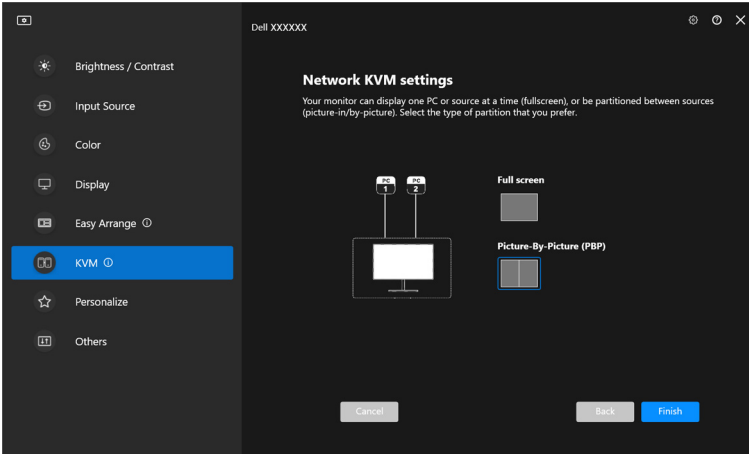 Dell XXXXXX
Brightness / Contrast
Input Source
Color
Display
Easy Arrange
KVM
Personalize
Others
Network KVM settings
Your monitor can display one PC or source at a time (fullscreen), or be partitioned between sources
(picture-in/by-picture). Select the type of partition that you prefer.
PC
1
PC
2
Full screen
Picture-By-Picture (PBP)
Cancel
Back
Finish